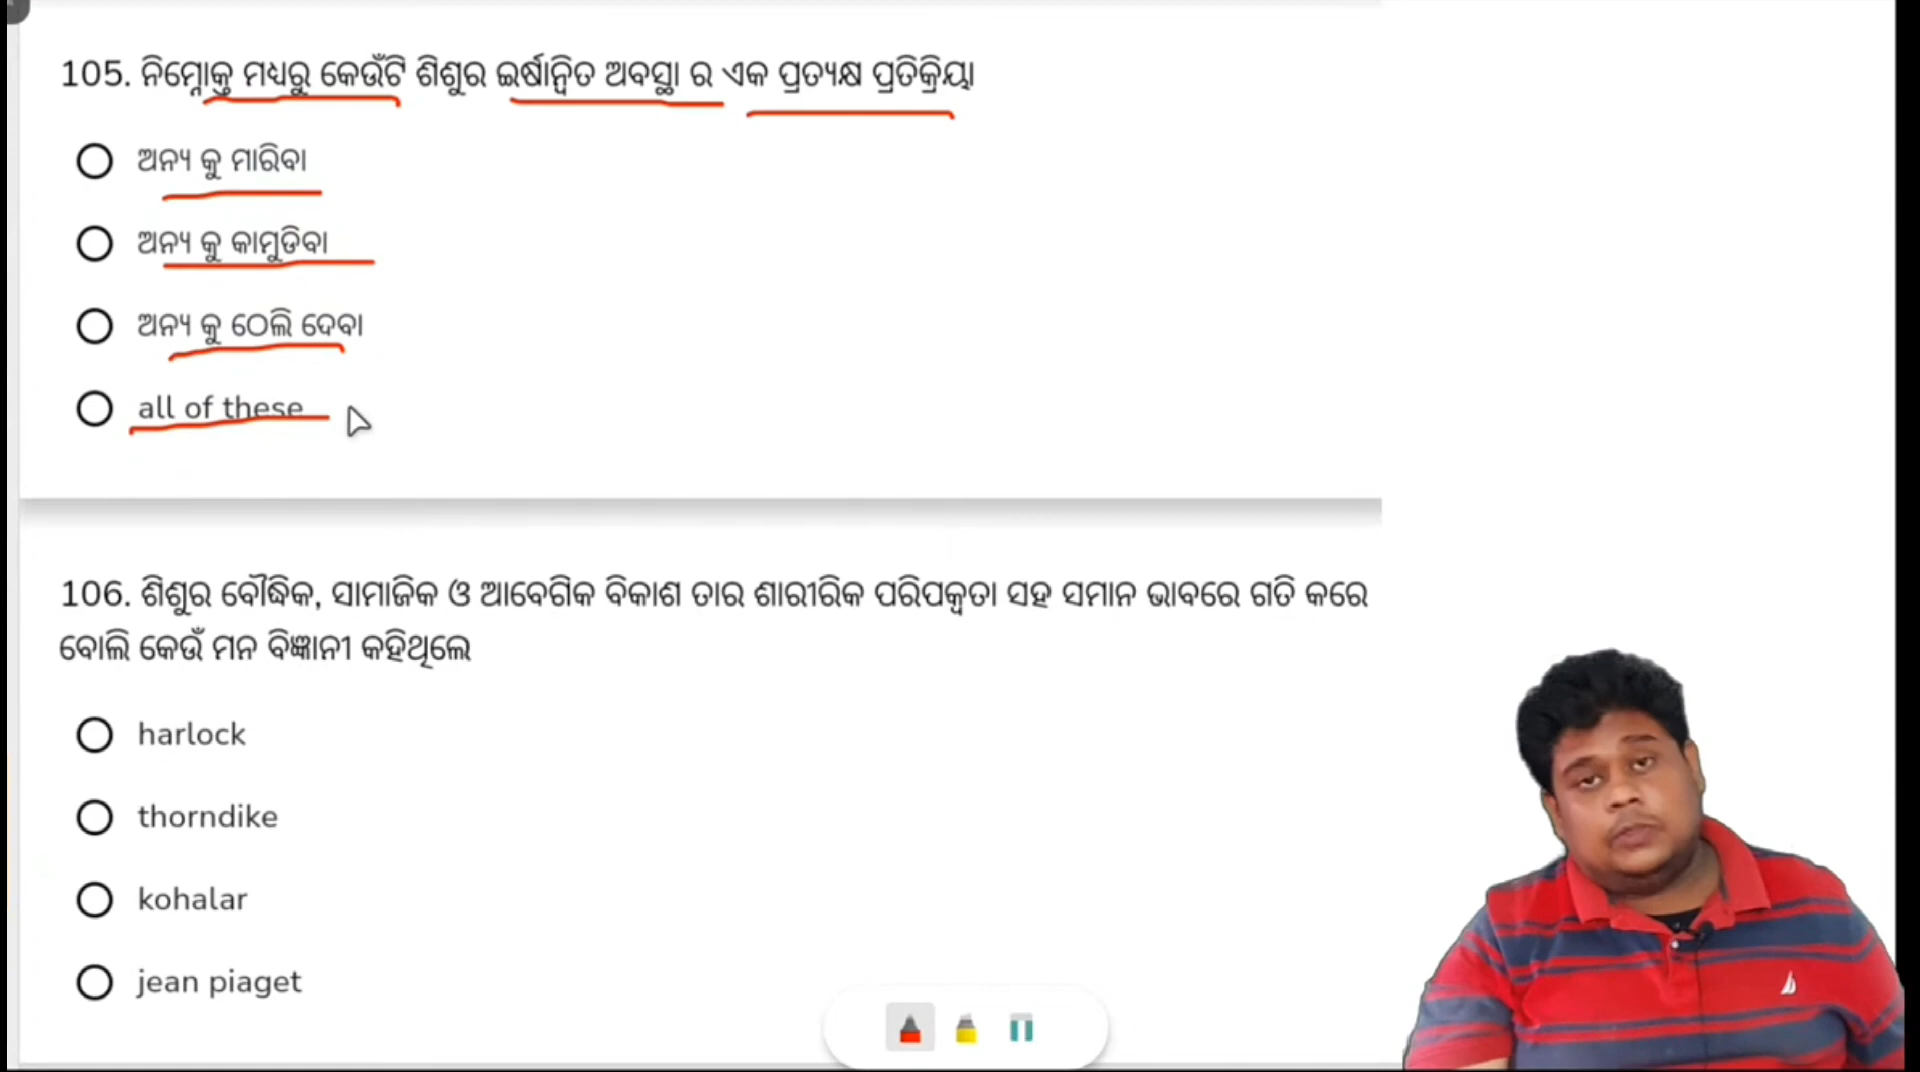 105. ନିମ୍ନୋକ୍ତ ମଧ୍ୟରୁ କେଉଁଟି ଶିଶୁର ଇର୍ଷାନ୍ୱିତ ଅବସ୍ଥା ର ଏକ ପ୍ରତ୍ୟକ୍ଷ ପ୍ରତିକ୍ରିୟା
ଅନ୍ୟ କୁ ମାରିବା
ଅନ୍ୟ କୁ କାମୁଡିବା
ଅନ୍ୟ କୁ ଠେଲି ଦେବା
all of these
106. ଶିଶୁର ବୌଦ୍ଧିକ, ସାମାଜିକ ଓ ଆବେଗିକ ବିକାଶ ତାର ଶାରୀରିକ ପରିପକ୍ୱତା ସହ ସମାନ ଭାବରେ ଗତି କରେ
ବୋଲି କେଉଁ ମନ ବିଜ୍ଞାନୀ କହିଥିଲେ
harlock
thorndike
kohalar
jean piaget